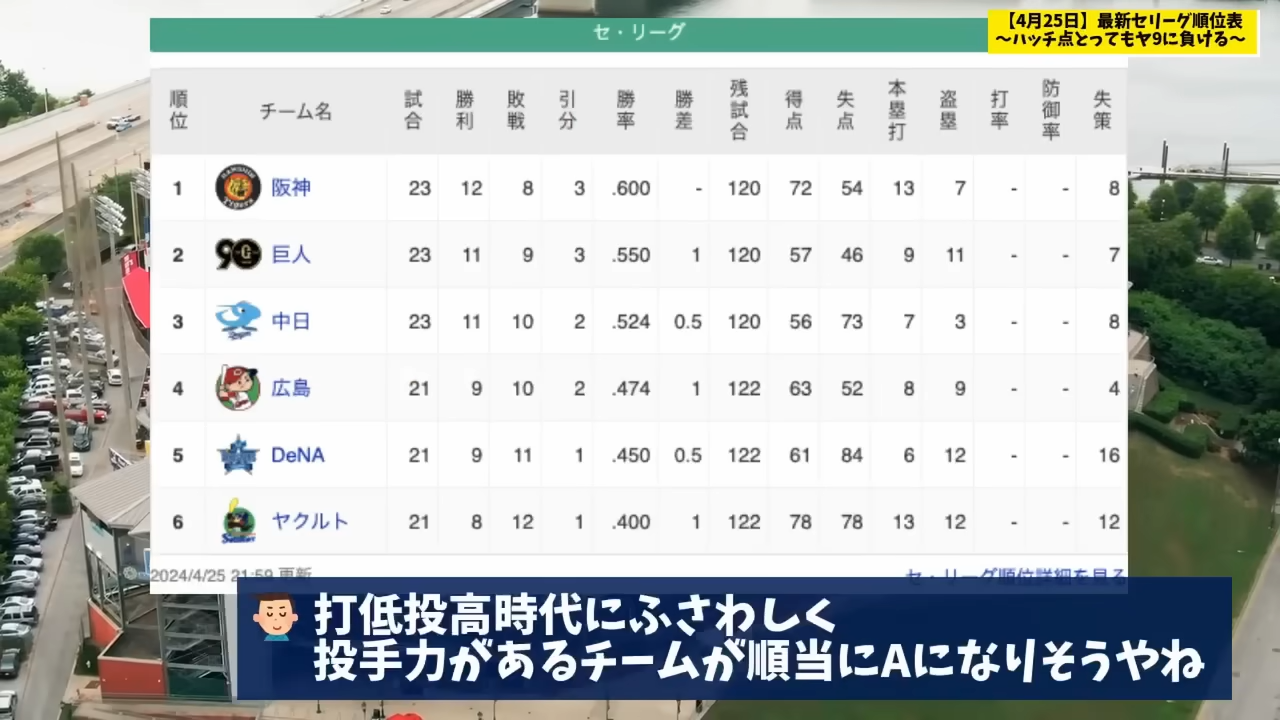 【4月25日】最新セリーグ順位表
～ハッチ点とってもヤ9に負ける～
セ・リーグ
順位 チーム名 試合 勝利 敗戦 引分 勝率 勝差 残試合 得点 失点 本塁打 盗塁 打率 防御率 失策
1 阪神 23 12 8 3 .600 - 120 72 54 13 7 - - 8
2 巨人 23 11 9 3 .550 1 120 57 46 9 11 - - 7
3 中日 23 11 10 2 .524 0.5 120 56 73 7 3 - - 8
4 広島 21 9 10 2 .474 1 122 63 52 8 9 - - 4
5 DeNA 21 9 11 1 .450 0.5 122 61 84 6 12 - - 16
6 ヤクルト 21 8 12 1 .400 1 122 78 78 13 12 - - 12
2024/4/25 21:59 更新
セ・リーグ順位詳細を見る
打低投高時代にふさわしく
投手力があるチームが順当にAになりそうやね